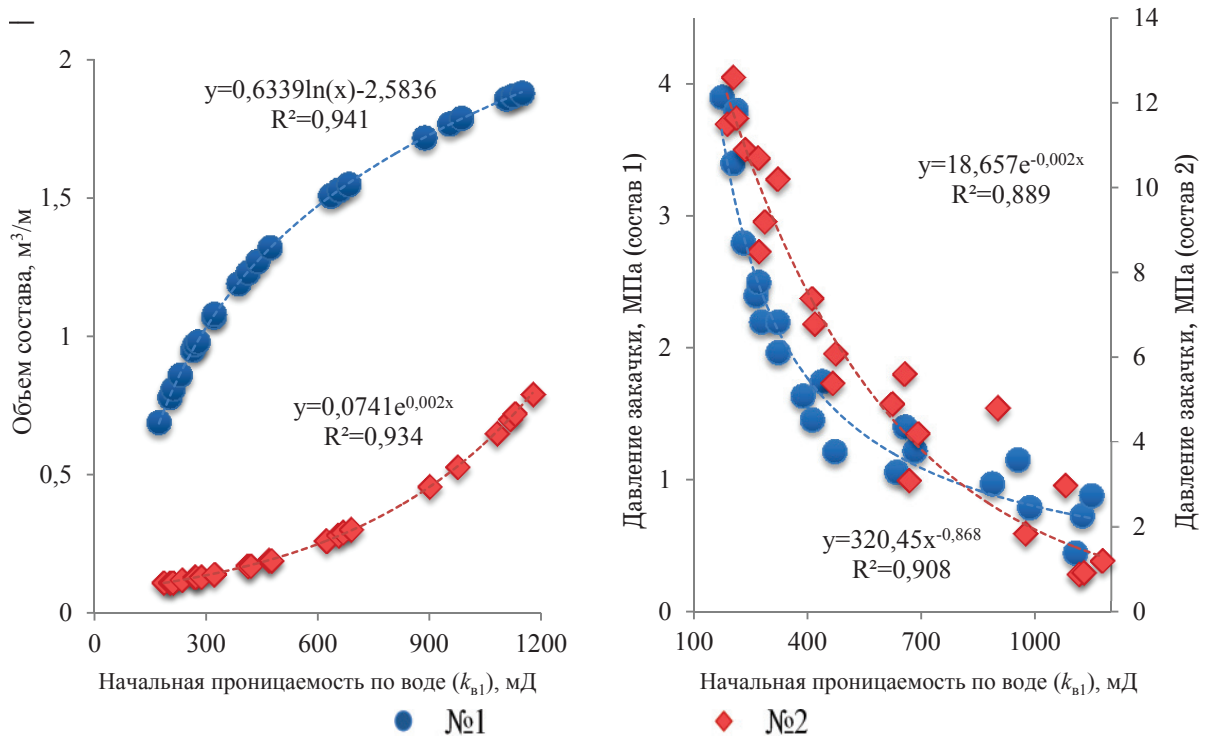 2
1,5
1
0,5
0
0
300
600
900
1200
Объем состава, м³/м
y=0,6339ln(x)-2,5836
R²=0,941
y=0,0741e^0,002x
R²=0,934
Начальная проницаемость по воде (kв1), мД
4
3
2
1
0
100
400
700
1000
Давление закачки, МПа (состав 1)
14
12
10
8
6
4
2
0
Давление закачки, МПа (состав 2)
y=18,657e^-0,002x
R²=0,889
y=320,45x^-0,868
R²=0,908
Начальная проницаемость по воде (kв1), мД
№1
№2